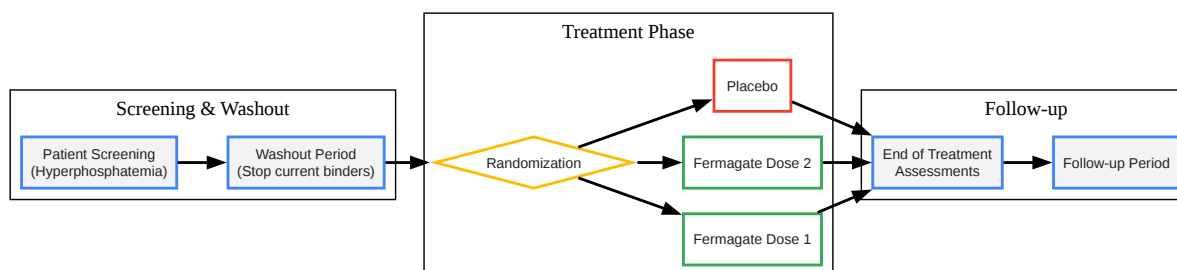 Screening & Washout
Patient Screening
(Hyperphosphatemia)
Washout Period
(Stop current binders)
Treatment Phase
Randomization
Placebo
Fermagate Dose 2
Fermagate Dose 1
Follow-up
End of Treatment
Assessments
Follow-up Period